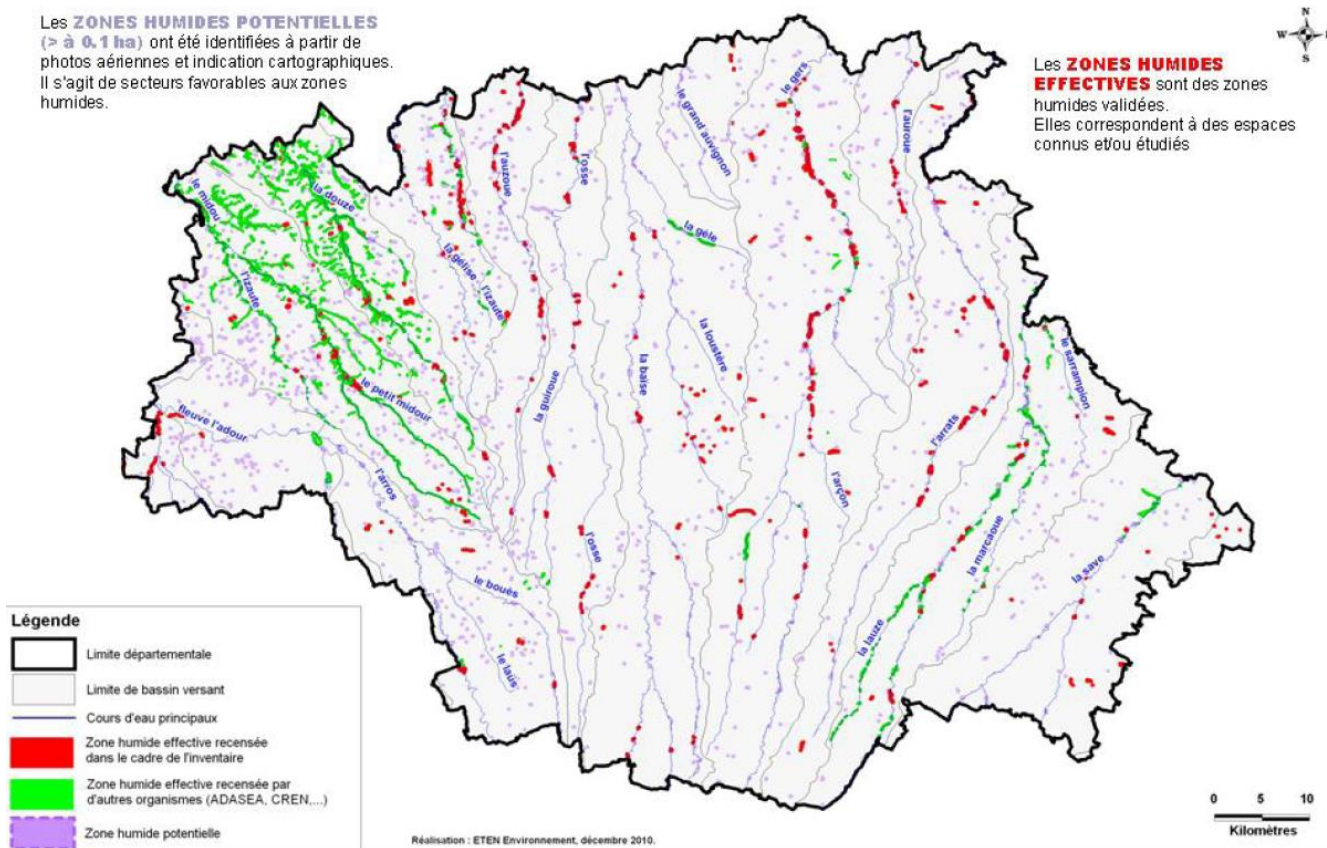 Les ZONES HUMIDES POTENTIELLES
(> à 0.1 ha) ont été identifiées à partir de
photos aériennes et indication cartographiques.
Il s'agit de secteurs favorables aux zones
humides.
N
W
S
Les ZONES HUMIDES
EFFECTIVES sont des zones
humides validées.
Elles correspondent à des espaces
connus et/ou étudiés
le gers
le grand auvignon
l'auroue
l'osse
l'auzoue
la douze
le midou
la gèle
la gélise
l'izaute
l'izaute
le sarrampion
la loustère
la baïse
le petit midour
la guiroue
fleuve l'adour
l'arrats
l'arros
l'arçon
l'osse
la marcaoue
la save
le bouès
la lauze
le laüs
Légende
Limite départementale
Limite de bassin versant
Cours d'eau principaux
Zone humide effective recensée
dans le cadre de l'inventaire
Zone humide effective recensée par
d'autres organismes (ADASEA, CREN,...)
Zone humide potentielle
Réalisation : ETEN Environnement, décembre 2010.
0 5 10
Kilomètres